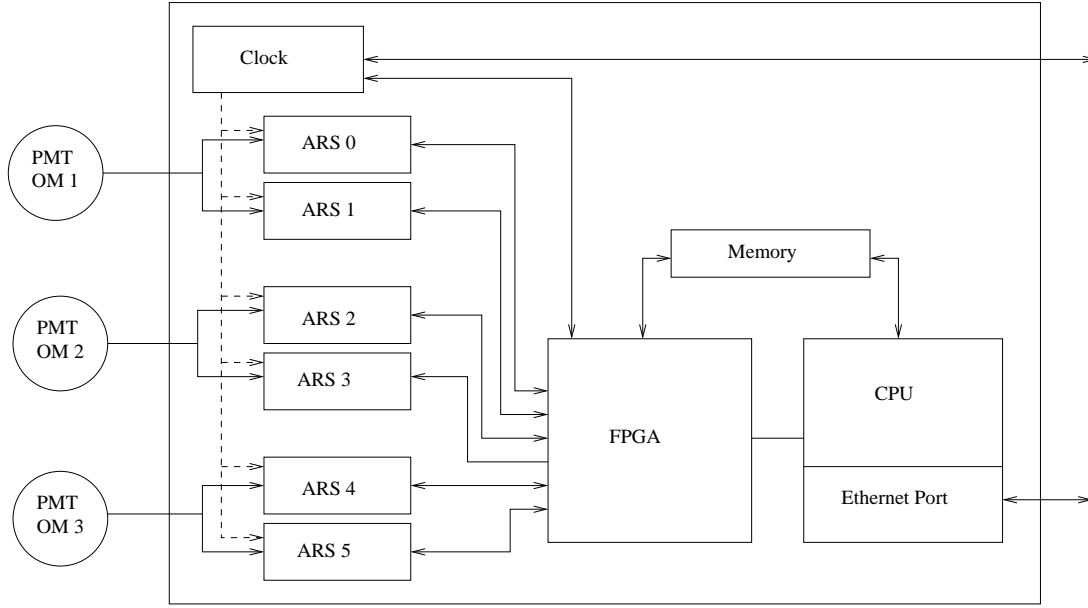 Clock
PMT
OM 1
ARS 0
ARS 1
Memory
PMT
OM 2
ARS 2
ARS 3
CPU
FPGA
PMT
OM 3
ARS 4
Ethernet Port
ARS 5